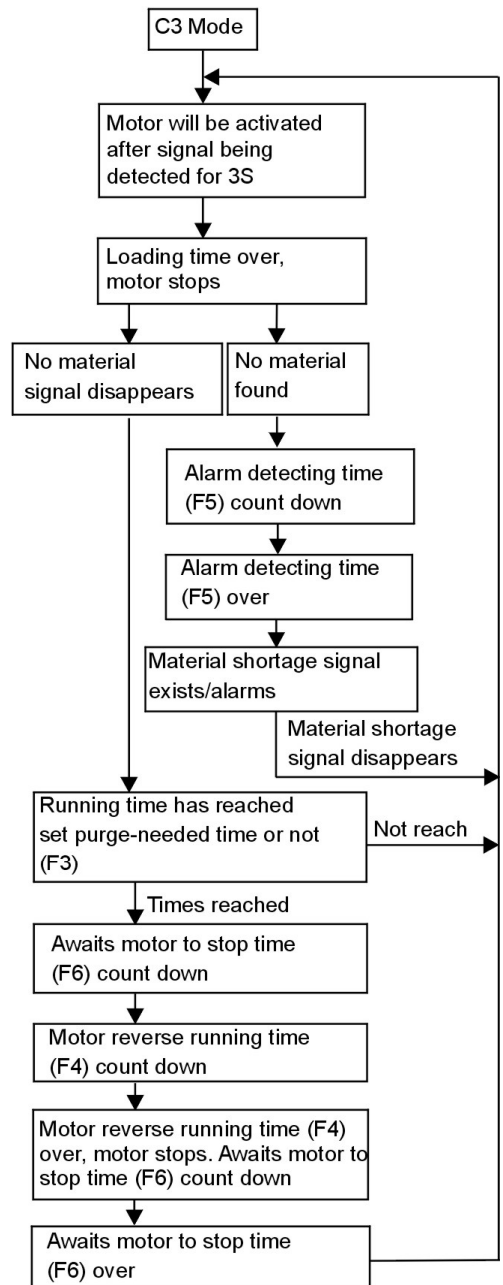 C3 Mode
Motor will be activated
after signal being
detected for 3S
Loading time over,
motor stops
No material
signal disappears
No material
found
Alarm detecting time
(F5) count down
Alarm detecting time
(F5) over
Material shortage signal
exists/alarms
Material shortage
signal disappears
Running time has reached
set purge-needed time or not
(F3)
Not reach
Times reached
Awaits motor to stop time
(F6) count down
Motor reverse running time
(F4) count down
Motor reverse running time (F4)
over, motor stops. Awaits motor to
stop time (F6) count down
Awaits motor to stop time
(F6) over